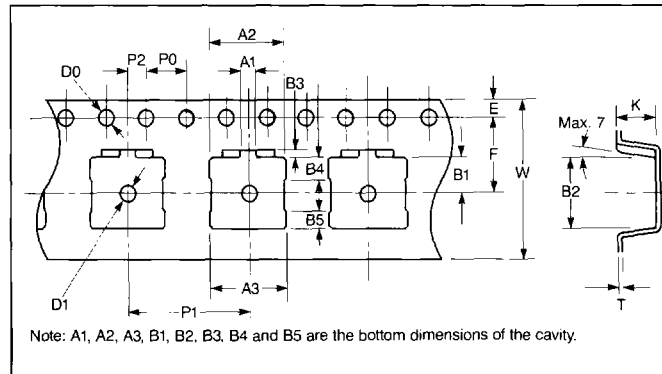 A2
P2 P0 A1
D0 B3
E
K
Max. 7
F
B4 B1 W
B2
B5
D1 P1 A3
T
Note: A1, A2, A3, B1, B2, B3, B4 and B5 are the bottom dimensions of the cavity.